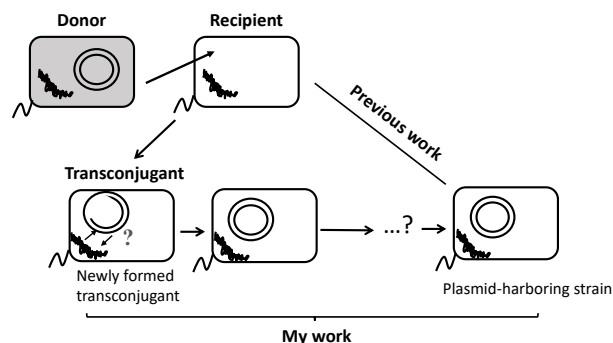 Donor
Recipient
Previous work
Transconjugant
?
...?
Newly formed
transconjugant
Plasmid-harboring strain
My work